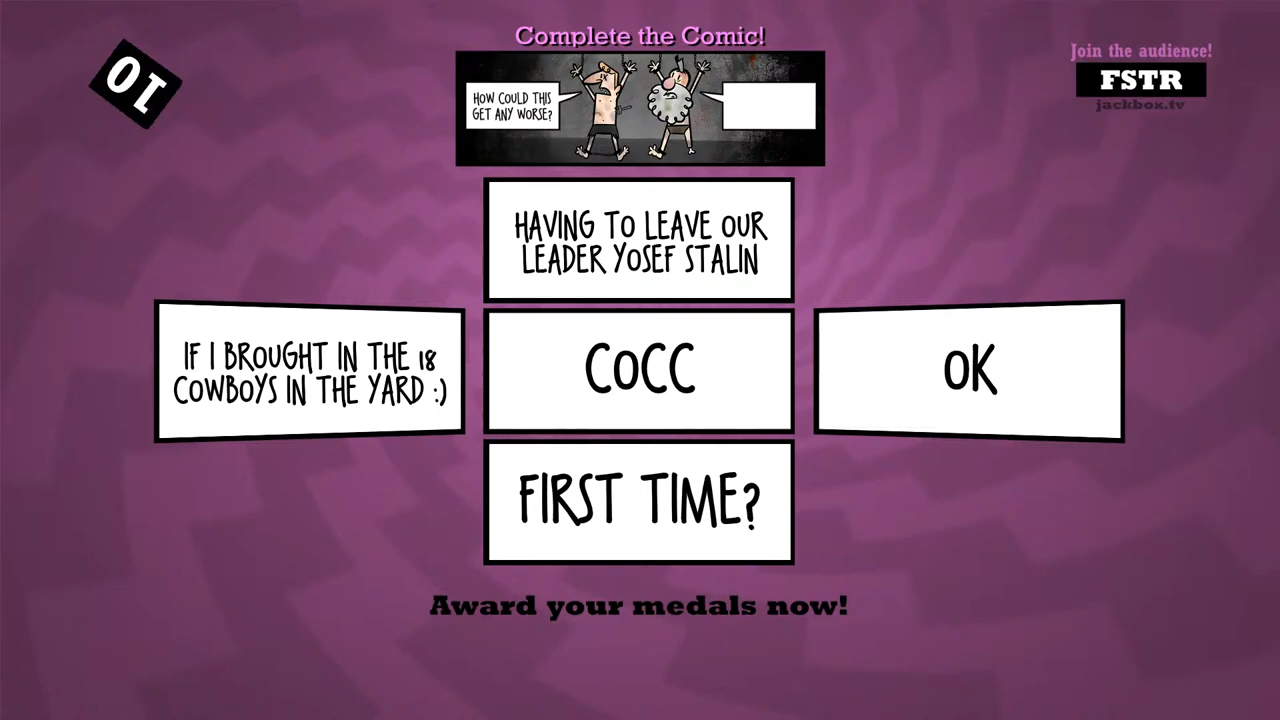 Complete the Comic!
10
Join the audience!
FSTR
jackbox.tv
HOW COULD THIS
GET ANY WORSE?
HAVING TO LEAVE OUR
LEADER YOSEF STALIN
IF I BROUGHT IN THE 18
COWBOYS IN THE YARD :)
COCC
OK
FIRST TIME?
Award your medals now!